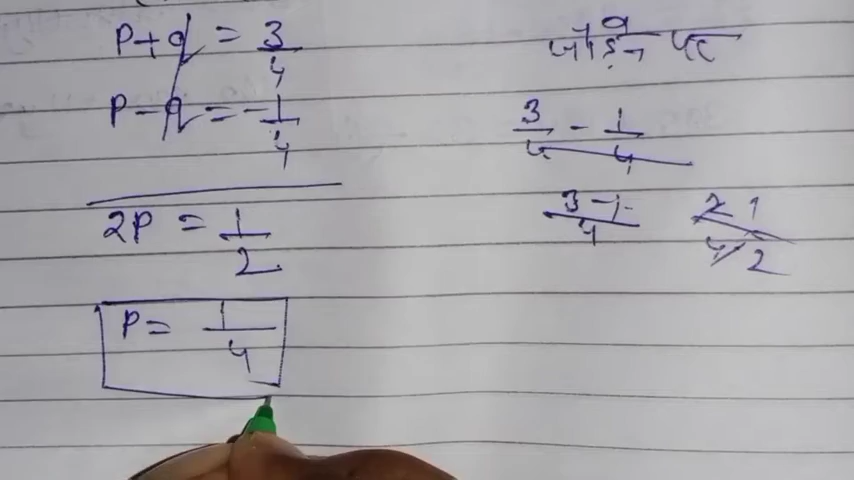 P + q = 3/4
P - q = - 1/4
2P = 1/2
P = 1/4
जोड़ने पर
3/4 - 1/4
3 - 1/4 2/4 1/2